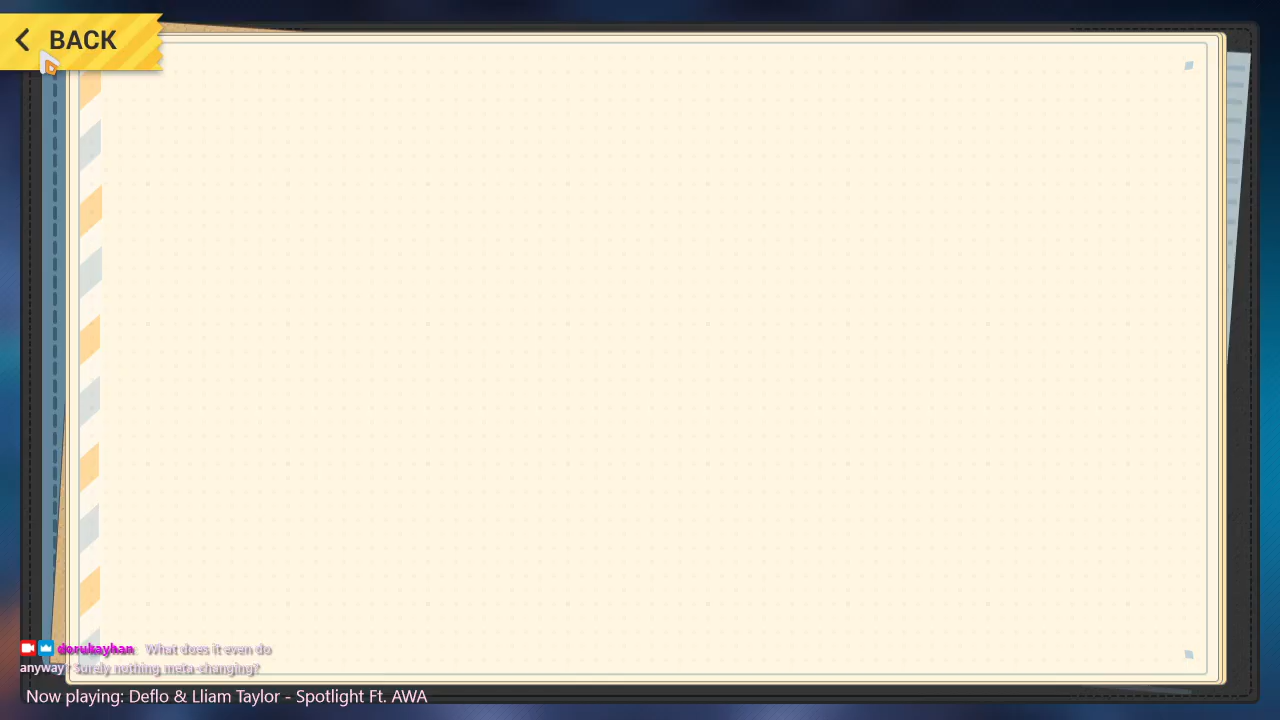 BACK
dorukayhan What does it even do
anyway? Surely nothing meta-changing?
Now playing: Deflo & Lliam Taylor - Spotlight Ft. AWA